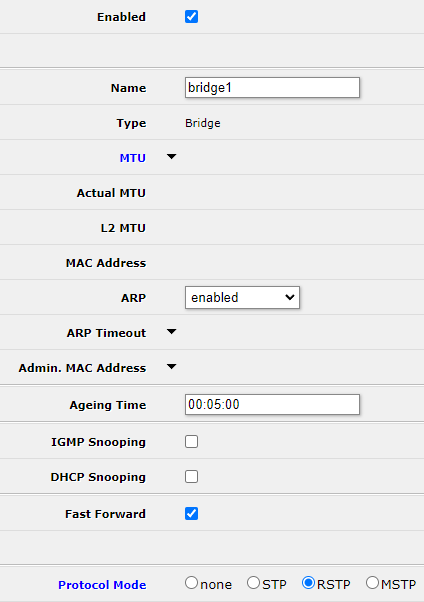 Enabled
Name bridge1
Type Bridge
MTU
Actual MTU
L2 MTU
MAC Address
ARP enabled
ARP Timeout
Admin. MAC Address
Ageing Time 00:05:00
IGMP Snooping
DHCP Snooping
Fast Forward
Protocol Mode none STP RSTP MSTP